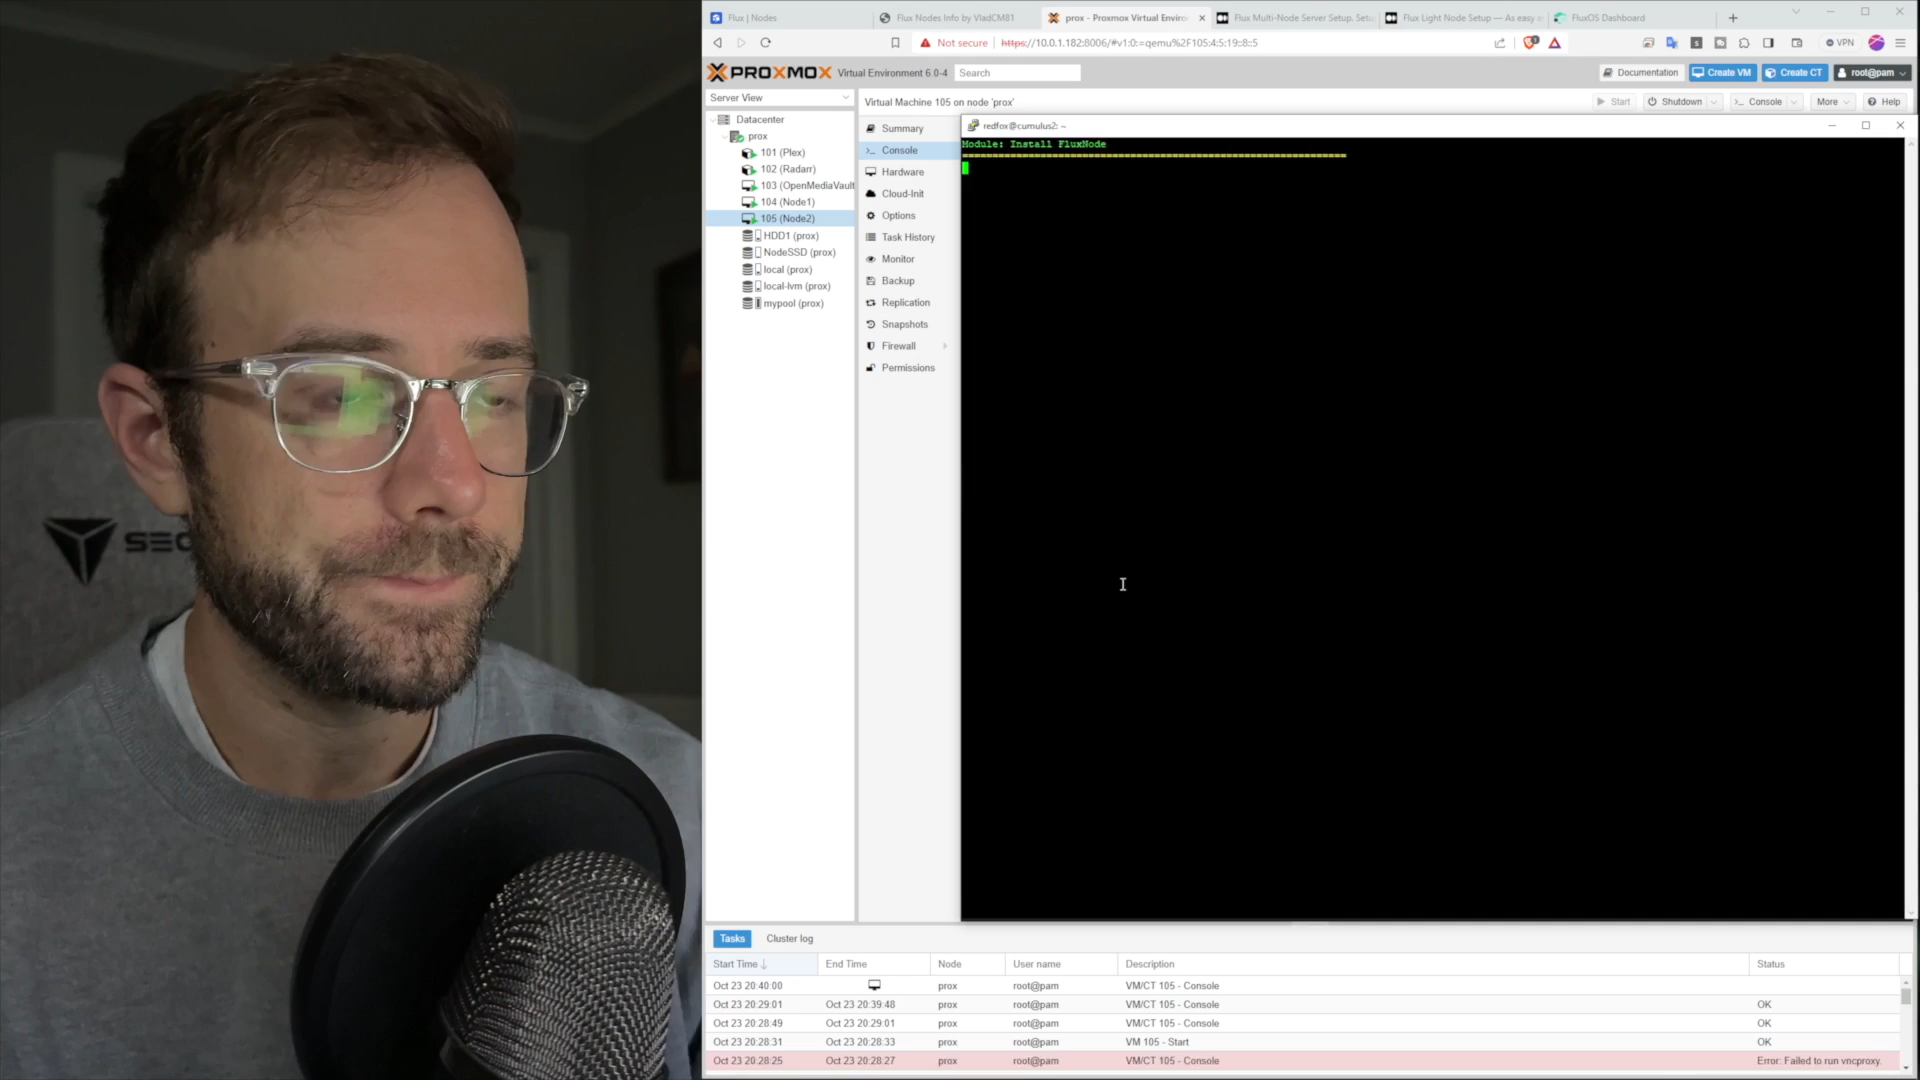 Flux | Nodes
Flux Nodes Info by VladCM81
prox - Proxmox Virtual Enviro
Flux Multi-Node Server Setup, Setu
Flux Light Node Setup — As easy a
FluxOS Dashboard
Not secure
https://10.0.1.182:8006/#v1:0:=qemu%2F105:4:5:19::8::5
VPN
PROXMOX
Virtual Environment 6.0-4
Search
Documentation
Create VM
Create CT
root@pam
Server View
Virtual Machine 105 on node 'prox'
Start
Shutdown
Console
More
Help
Datacenter
prox
101 (Plex)
102 (Radarr)
103 (OpenMediaVault
104 (Node1)
105 (Node2)
HDD1 (prox)
NodeSSD (prox)
local (prox)
local-lvm (prox)
mypool (prox)
Summary
Console
Hardware
Cloud-Init
Options
Task History
Monitor
Backup
Replication
Snapshots
Firewall
Permissions
redfox@cumulus2: ~
Module: Install FluxNode
================================================================
SEC
Tasks
Cluster log
Start Time
End Time
Node
User name
Description
Status
Oct 23 20:40:00
prox
root@pam
VM/CT 105 - Console
Oct 23 20:29:01
Oct 23 20:39:48
prox
root@pam
VM/CT 105 - Console
OK
Oct 23 20:28:49
Oct 23 20:29:01
prox
root@pam
VM/CT 105 - Console
OK
Oct 23 20:28:31
Oct 23 20:28:33
prox
root@pam
VM 105 - Start
OK
Oct 23 20:28:25
Oct 23 20:28:27
prox
root@pam
VM/CT 105 - Console
Error: Failed to run vncproxy.